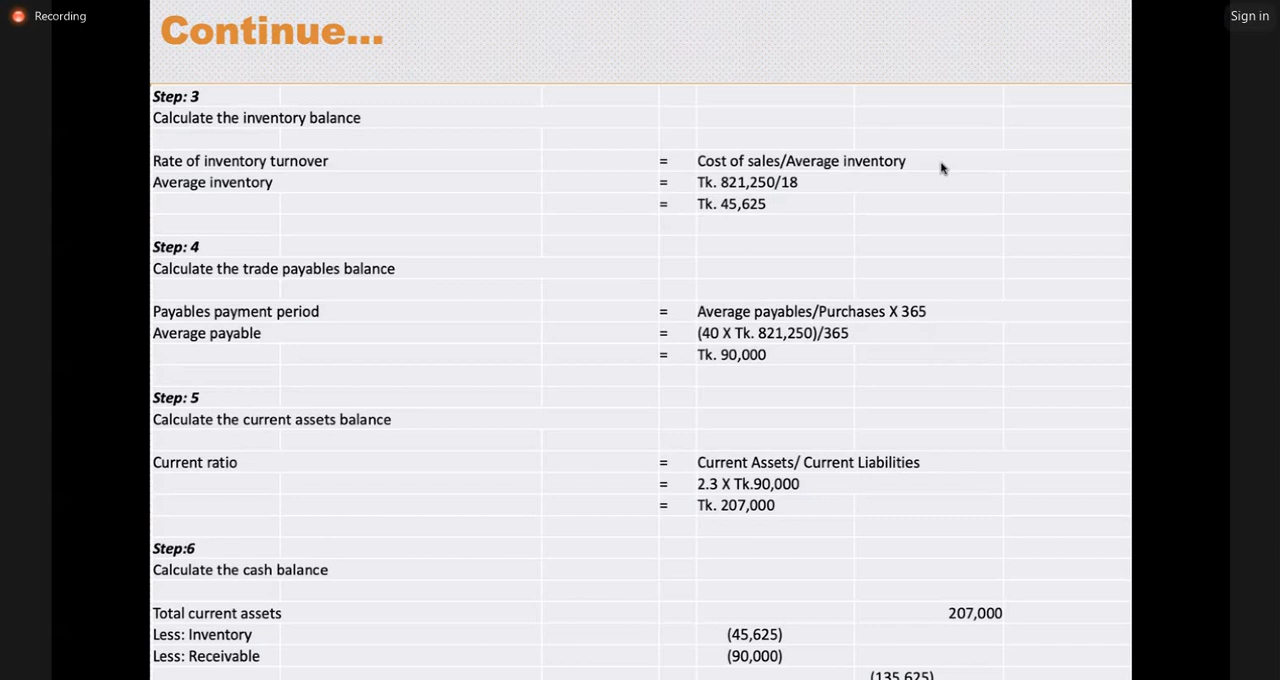 Recording
Sign in
Continue...
Step: 3
Calculate the inventory balance
Rate of inventory turnover = Cost of sales/Average inventory
Average inventory = Tk. 821,250/18
= Tk. 45,625
Step: 4
Calculate the trade payables balance
Payables payment period = Average payables/Purchases X 365
Average payable = (40 X Tk. 821,250)/365
= Tk. 90,000
Step: 5
Calculate the current assets balance
Current ratio = Current Assets/ Current Liabilities
= 2.3 X Tk.90,000
= Tk. 207,000
Step:6
Calculate the cash balance
Total current assets 207,000
Less: Inventory (45,625)
Less: Receivable (90,000)
(135,625)